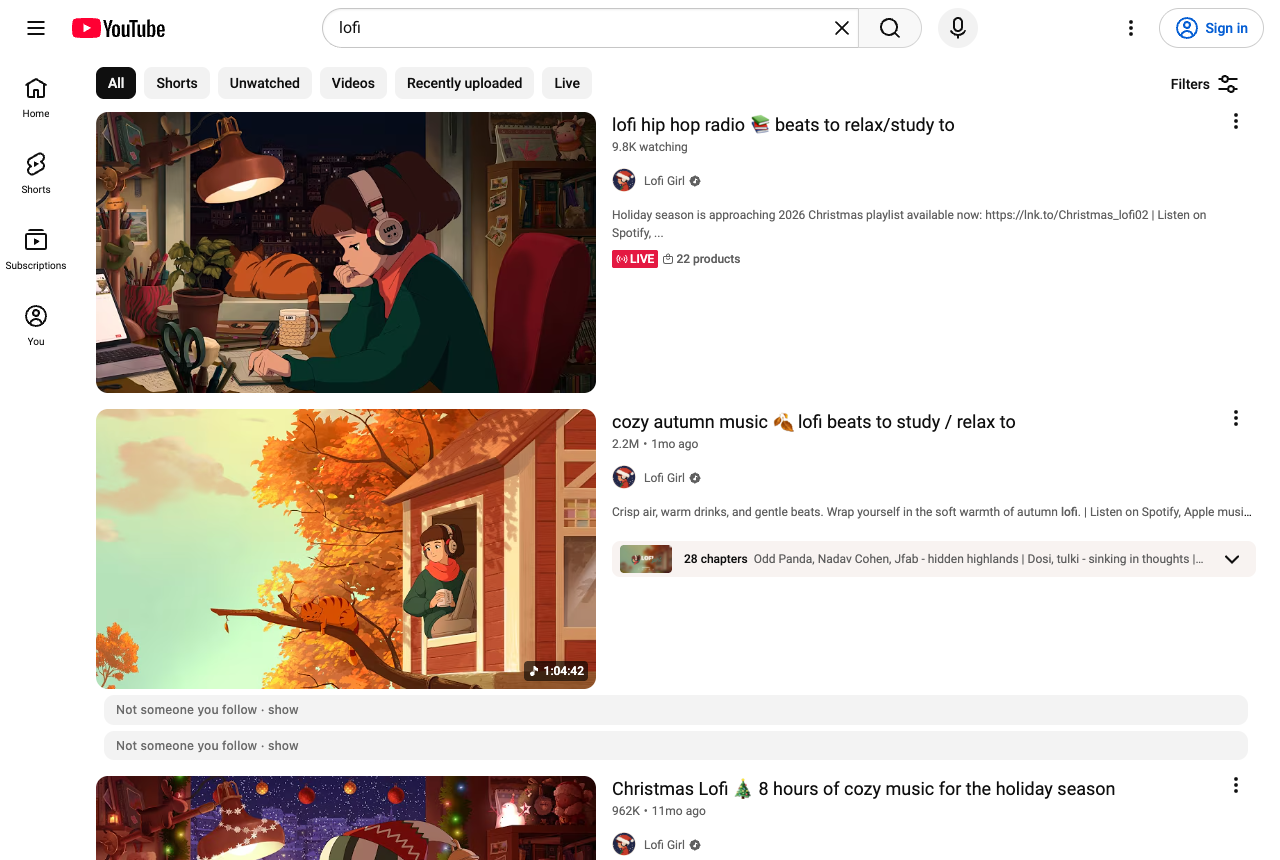 YouTube
lofi
Sign in
Home
Shorts
Subscriptions
You
All
Shorts
Unwatched
Videos
Recently uploaded
Live
Filters
lofi hip hop radio 📚 beats to relax/study to
9.8K watching
Lofi Girl
Holiday season is approaching 2026 Christmas playlist available now: https://lnk.to/Christmas_lofi02 | Listen on
Spotify, ...
LIVE
22 products
LOFI
LOFI
cozy autumn music 🍂 lofi beats to study / relax to
2.2M • 1mo ago
Lofi Girl
Crisp air, warm drinks, and gentle beats. Wrap yourself in the soft warmth of autumn lofi. | Listen on Spotify, Apple musi...
28 chapters Odd Panda, Nadav Cohen, Jfab - hidden highlands | Dosi, tulki - sinking in thoughts |...
1:04:42
Not someone you follow · show
Not someone you follow · show
Christmas Lofi 🎄 8 hours of cozy music for the holiday season
962K • 11mo ago
Lofi Girl